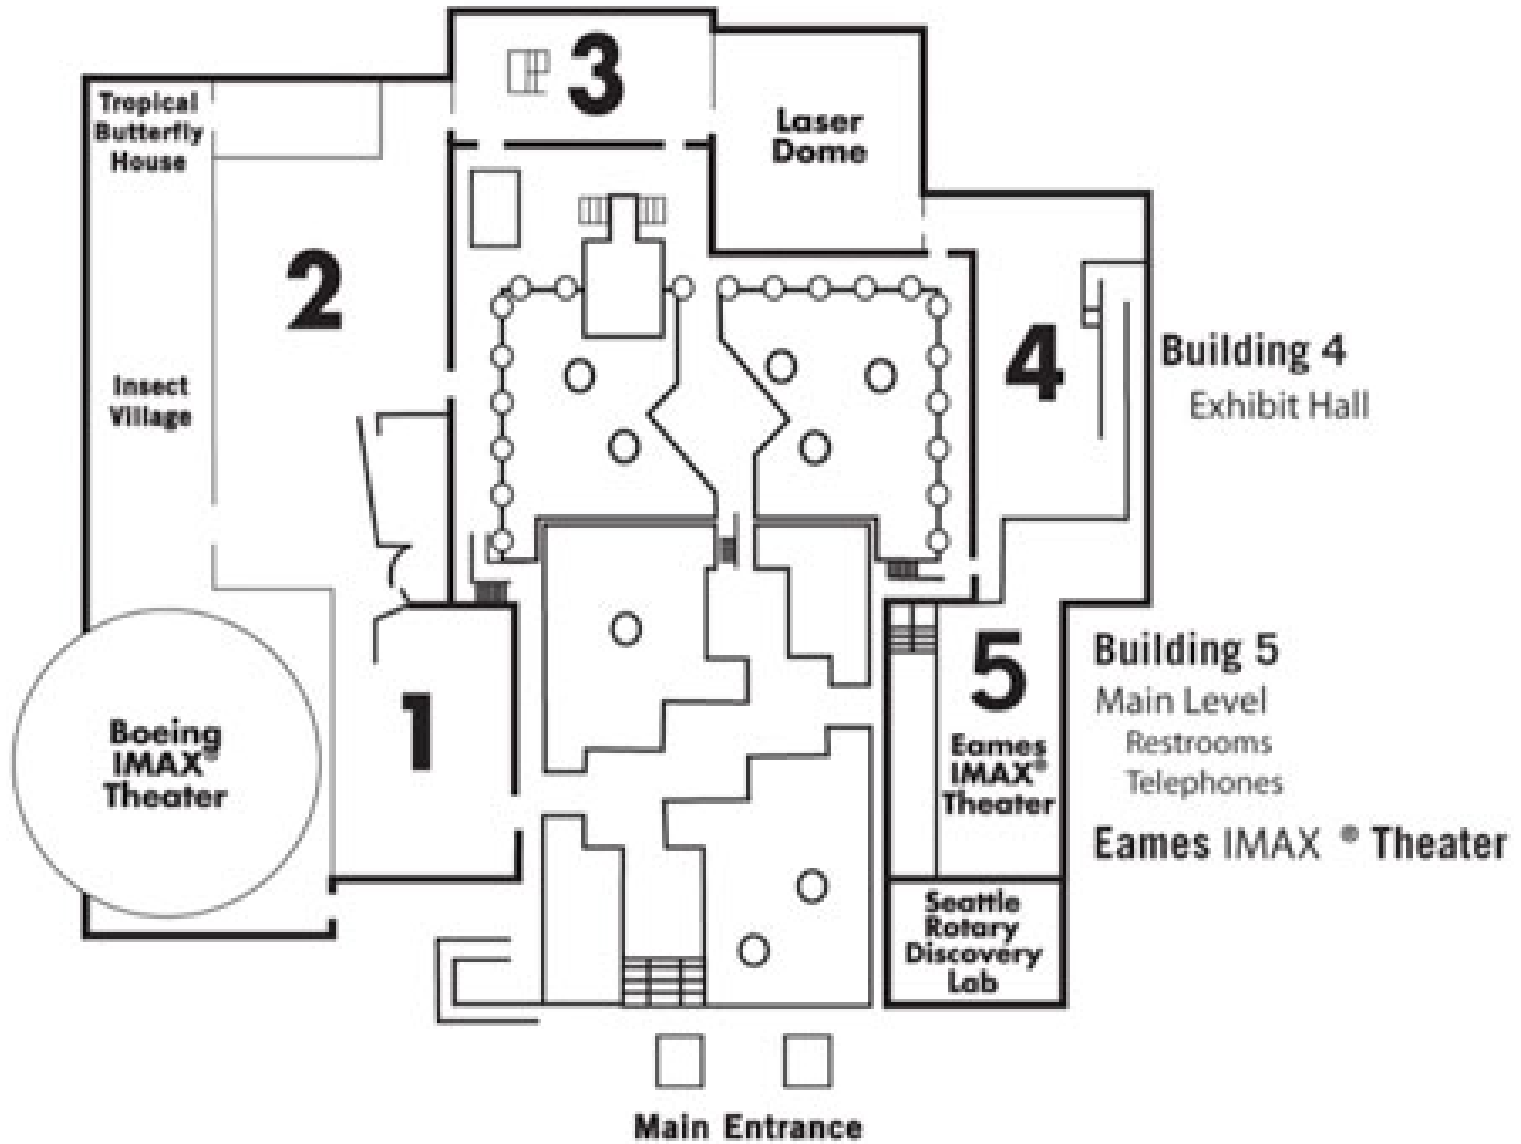 3
Tropical
Butterfly
House
Laser
Dome
2
4
Building 4
Exhibit Hall
Insect
Village
5
Building 5
Main Level
Restrooms
Telephones
1
Boeing
IMAX®
Theater
Eames
IMAX®
Theater
Eames IMAX ® Theater
Seattle
Rotary
Discovery
Lab
Main Entrance